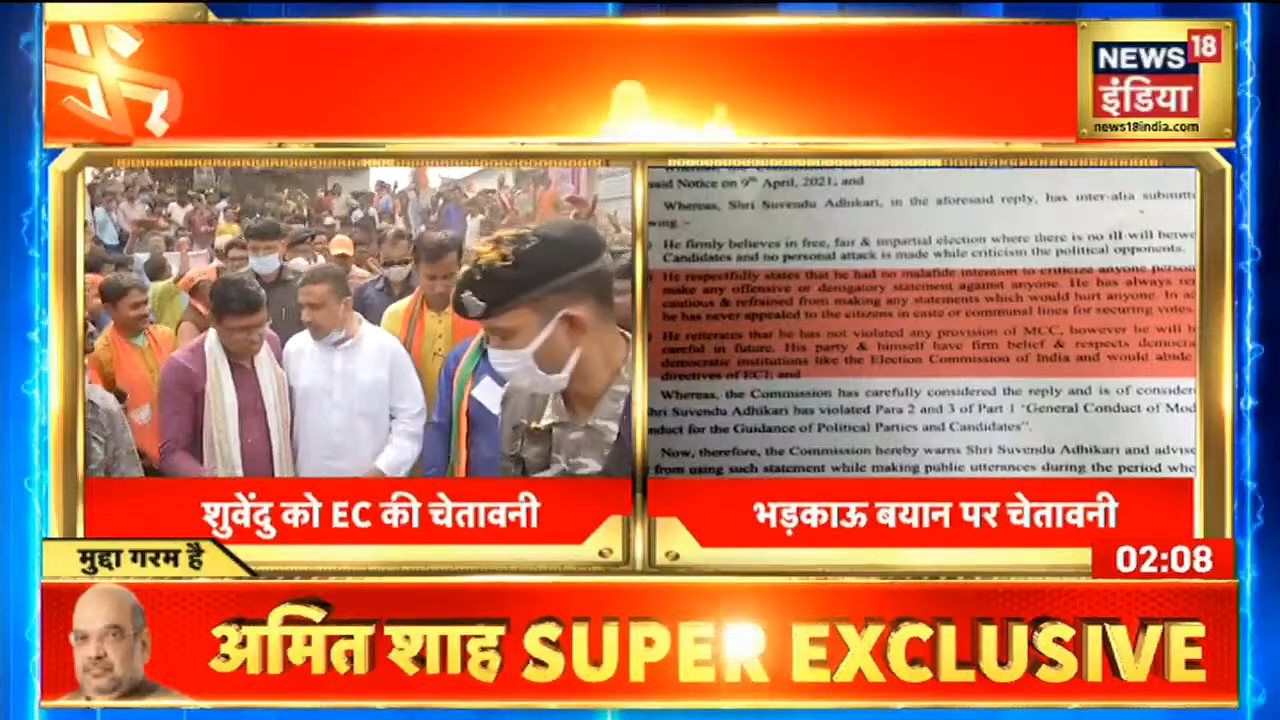 NEWS 18
इंडिया
news18india.com
said Notice on 9th April, 2021; and
Whereas, Shri Suvendu Adhikari, in the aforesaid reply, has inter-alia submitte
wing :-
He firmly believes in free, fair & impartial election where there is no ill-will betwe
Candidates and no personal attack is made while criticism the political opponents.
He respectfully states that he had no malafide intention to criticize anyone person
make any offensive or derogatory statement against anyone. He has always
cautious & refrained from making any statements which would hurt anyone. In
he has never appealed to the citizens in caste or communal lines for securing votes.
He reiterates that he has not violated any provision of MCC, however he will b
careful in future. His party & himself have firm belief & respects democra
democratic institutions like the Election Commission of India and would abide
directives of ECI; and
Whereas, the Commission has carefully considered the reply and is of consider
Shri Suvendu Adhikari has violated Para 2 and 3 of Part 1 "General Conduct of Mod
nduct for the Guidance of Political Parties and Candidates".
Now, therefore, the Commission hereby warns Shri Suvendu Adhikari and advise
from using such statement while making public utterances during the period whe
शुवेंदु को EC की चेतावनी
भड़काऊ बयान पर चेतावनी
मुद्दा गरम है
02:08
अमित शाह SUPER EXCLUSIVE